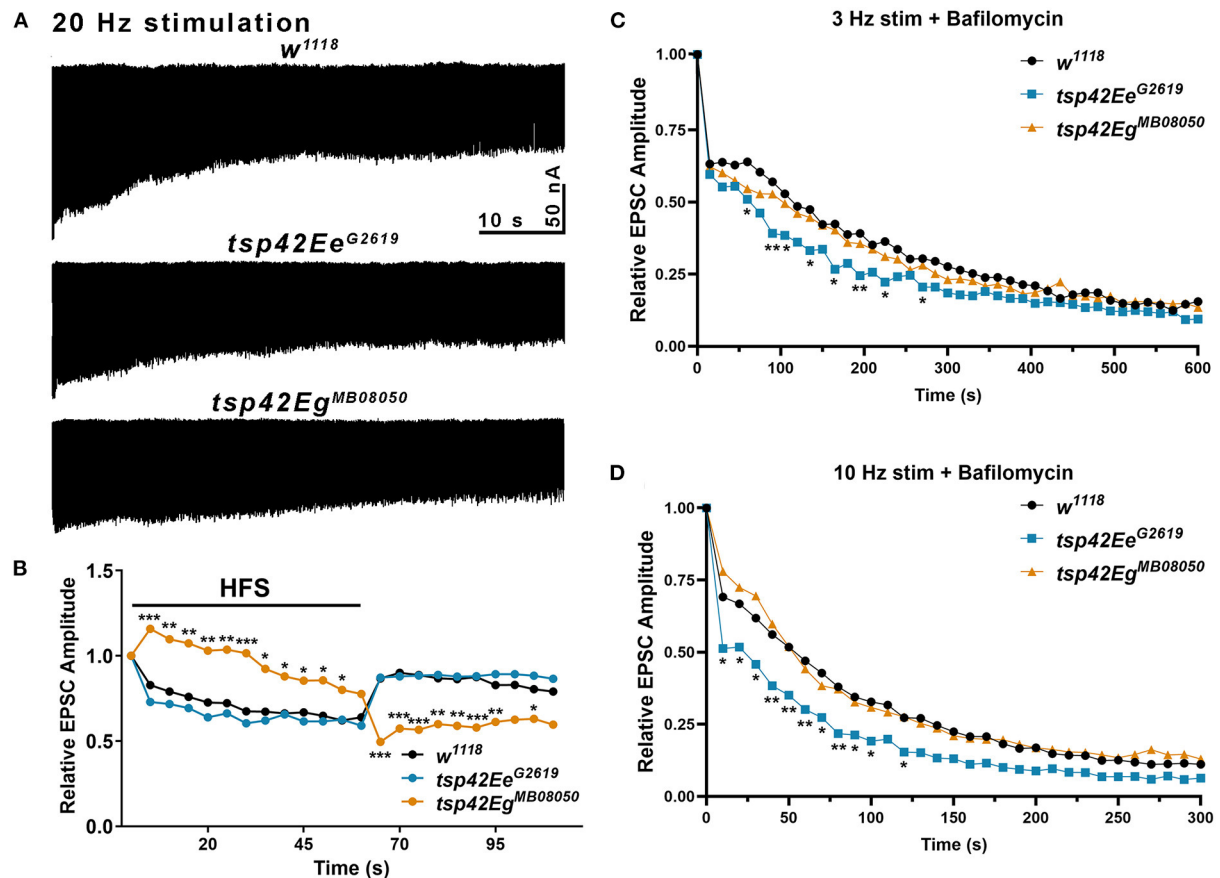 A
20 Hz stimulation
w1118
50 nA
10 s
tsp42EeG2619
tsp42EgMB08050
B
HFS
Relative EPSC Amplitude
1.5
1.0
0.5
0.0
*** ** ** ** ** *** * * * * *
*** *** *** ** ** *** ** *
w1118
tsp42EeG2619
tsp42EgMB08050
20 45 70 95
Time (s)
C
3 Hz stim + Bafilomycin
Relative EPSC Amplitude
1.00
0.75
0.50
0.25
0.00
w1118
tsp42EeG2619
tsp42EgMB08050
* *** * * ** * *
0 100 200 300 400 500 600
Time (s)
D
10 Hz stim + Bafilomycin
Relative EPSC Amplitude
1.00
0.75
0.50
0.25
0.00
w1118
tsp42EeG2619
tsp42EgMB08050
* * * ** ** ** * ** * * *
0 50 100 150 200 250 300
Time (s)